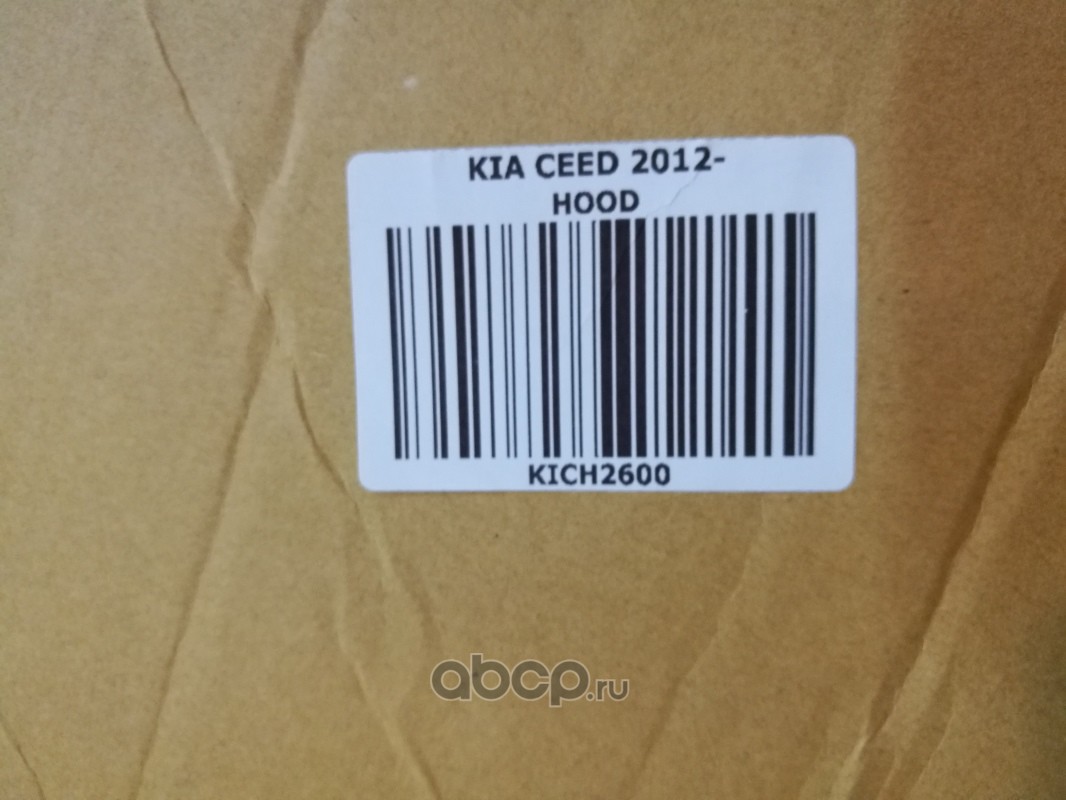 KIA CEED 2012-
HOOD
KICH2600
abcp.ru